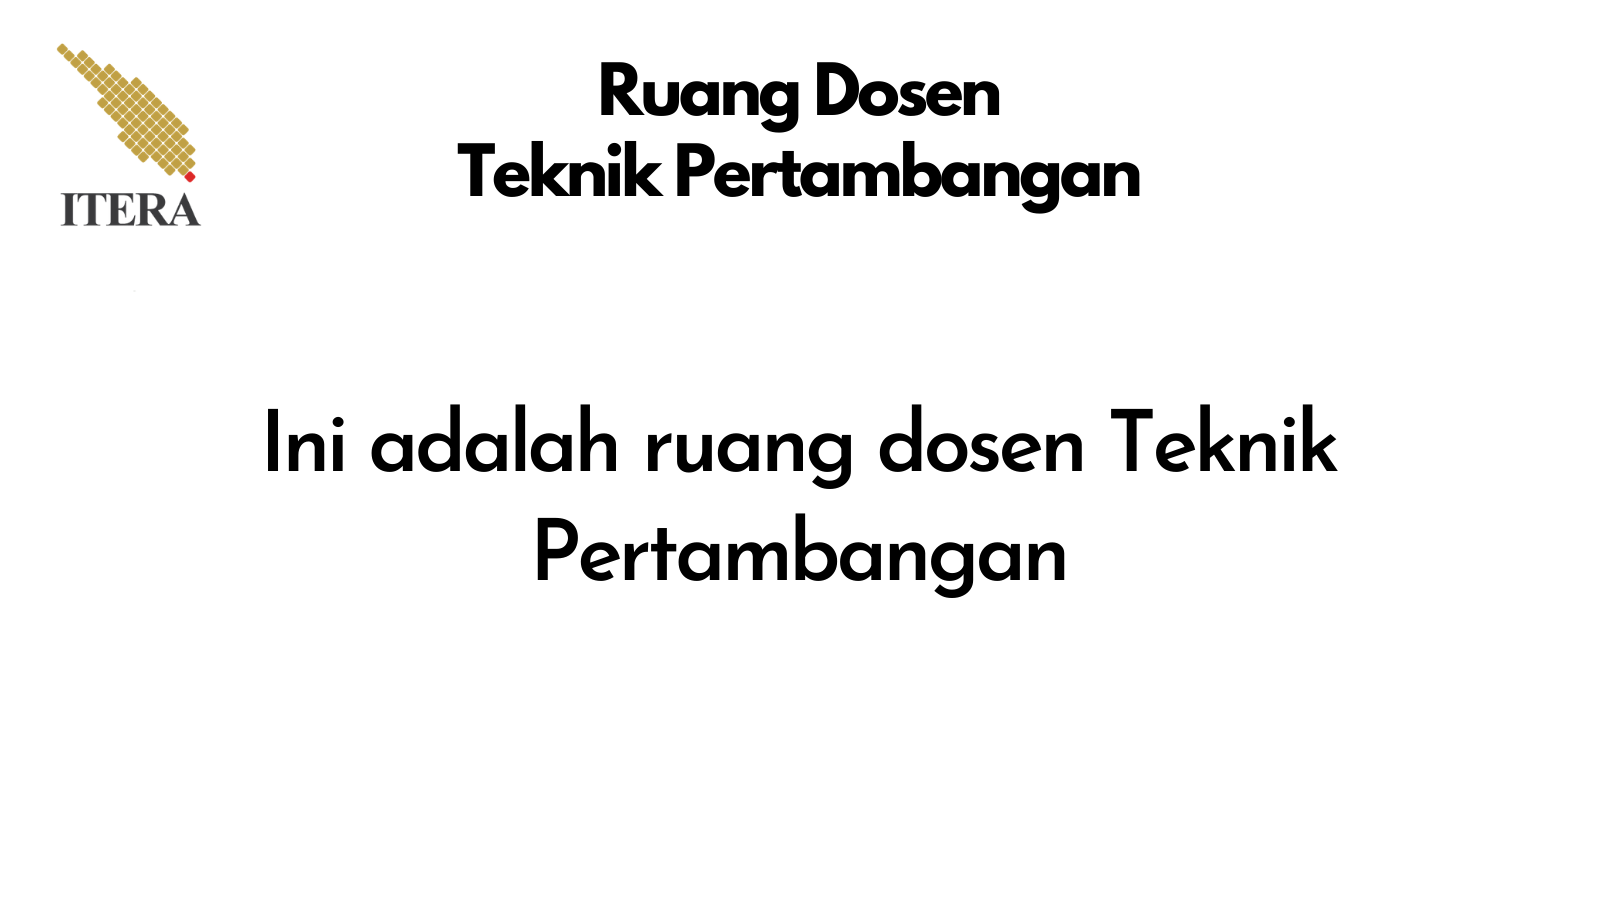 ITERA
Ruang Dosen
Teknik Pertambangan
Ini adalah ruang dosen Teknik
Pertambangan